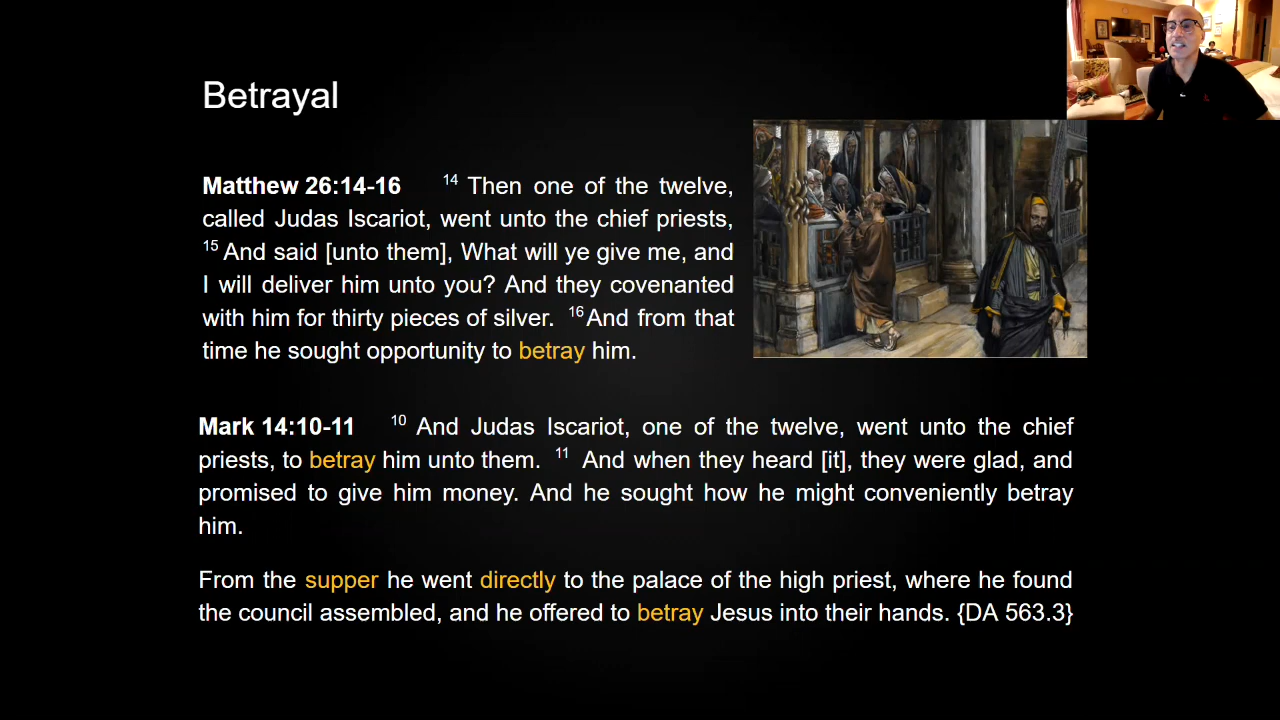 Betrayal
Matthew 26:14-16 14 Then one of the twelve,
called Judas Iscariot, went unto the chief priests,
15 And said [unto them], What will ye give me, and
I will deliver him unto you? And they covenanted
with him for thirty pieces of silver. 16 And from that
time he sought opportunity to betray him.
Mark 14:10-11 10 And Judas Iscariot, one of the twelve, went unto the chief
priests, to betray him unto them. 11 And when they heard [it], they were glad, and
promised to give him money. And he sought how he might conveniently betray
him.
From the supper he went directly to the palace of the high priest, where he found
the council assembled, and he offered to betray Jesus into their hands. {DA 563.3}